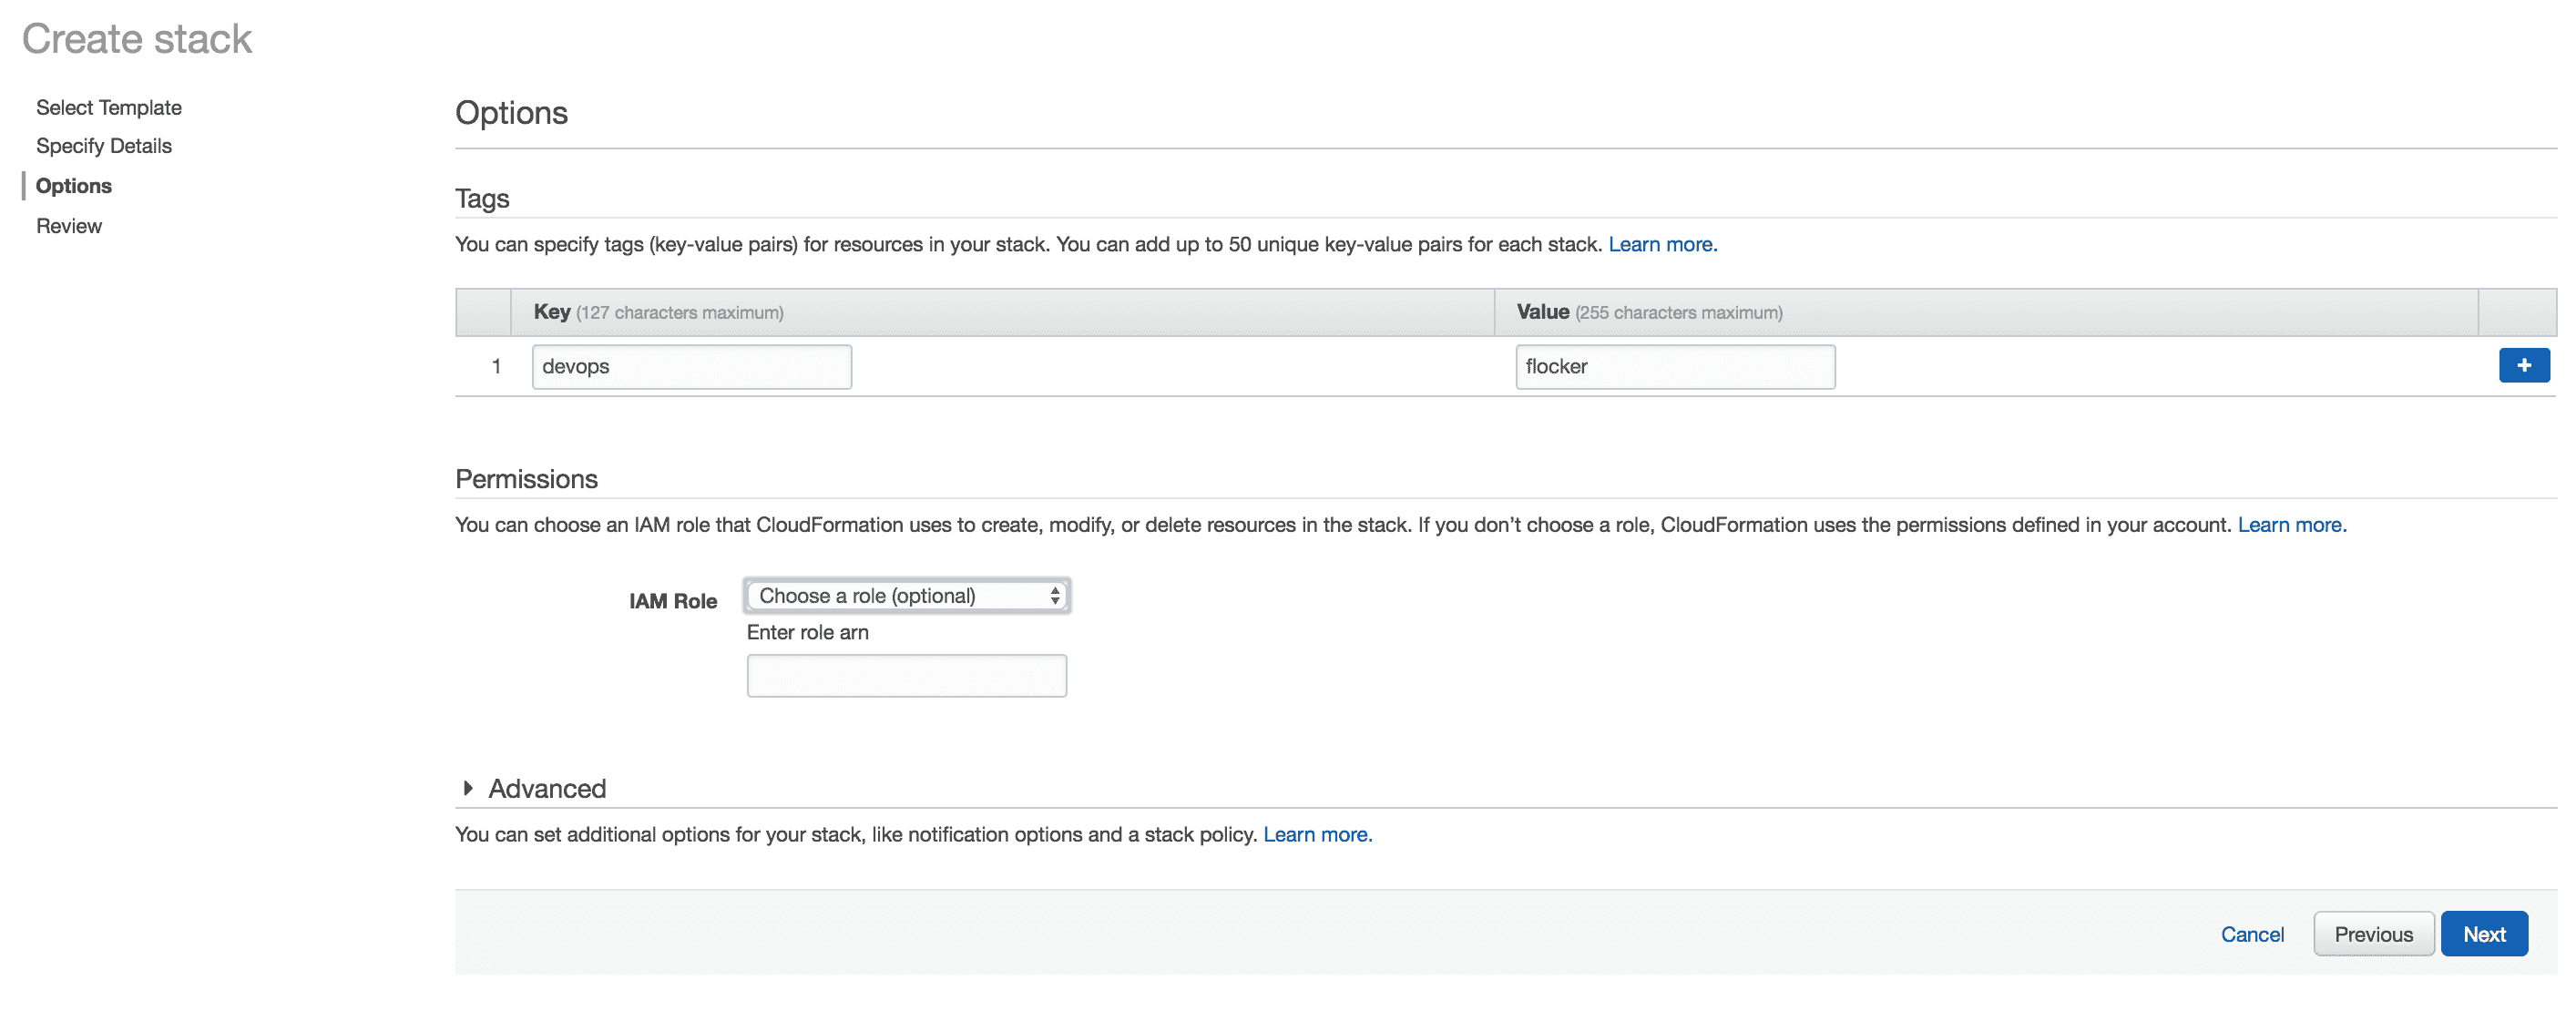 Create stack
Select Template
Specify Details
Options
Review
Options
Tags
You can specify tags (key-value pairs) for resources in your stack. You can add up to 50 unique key-value pairs for each stack. Learn more.
Key (127 characters maximum) Value (255 characters maximum)
1 devops flocker +
Permissions
You can choose an IAM role that CloudFormation uses to create, modify, or delete resources in the stack. If you don’t choose a role, CloudFormation uses the permissions defined in your account. Learn more.
IAM Role Choose a role (optional)
Enter role arn
Advanced
You can set additional options for your stack, like notification options and a stack policy. Learn more.
Cancel Previous Next